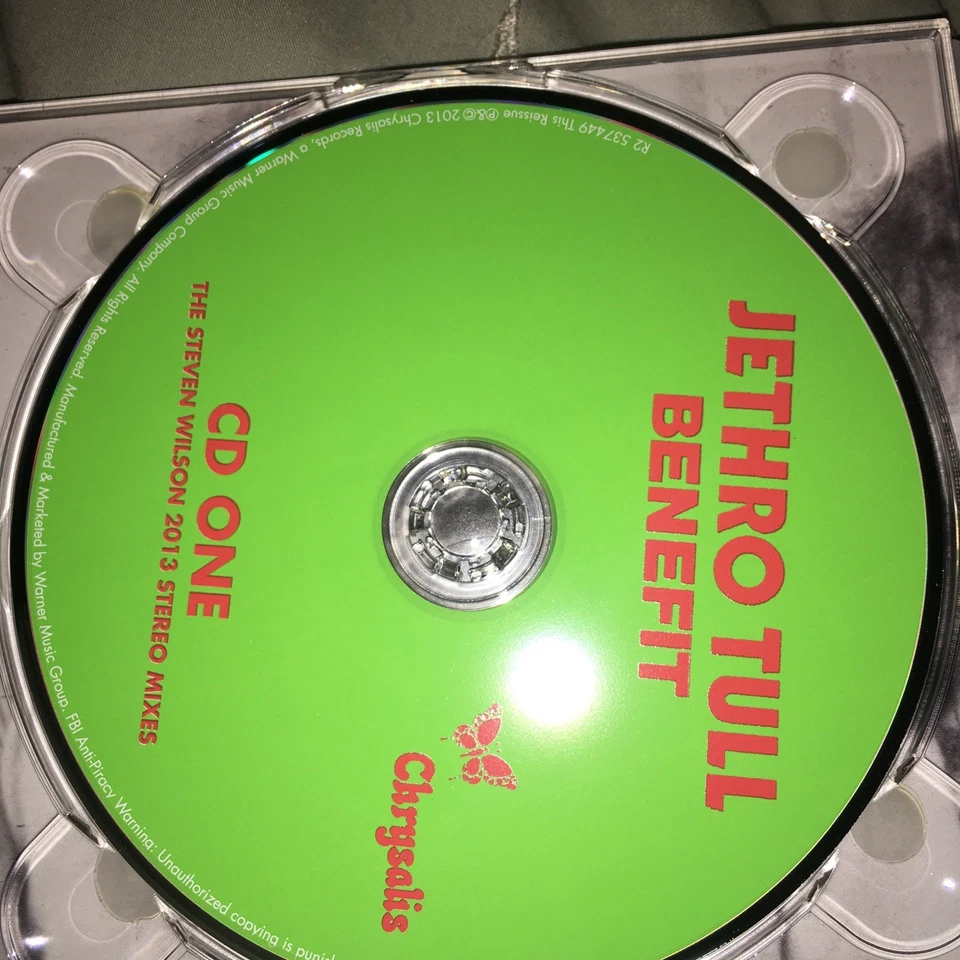 JETHRO TULL
BENEFIT
Chrysalis
CD ONE
THE STEVEN WILSON 2013 STEREO MIXES
R2 537449 This Reissue ℗&© 2013 Chrysalis Records, a Warner Music Group Company. All Rights Reserved. Manufactured & Marketed by Warner Music Group. FBI Anti-Piracy Warning: Unauthorized copying is